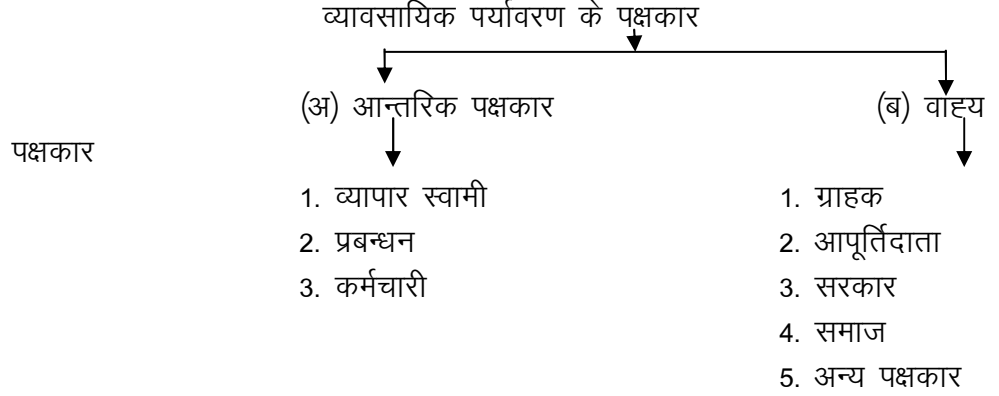 व्यावसायिक पर्यावरण के पक्षकार
(अ) आन्तरिक पक्षकार (ब) वाह्य
पक्षकार
1. व्यापार स्वामी 1. ग्राहक
2. प्रबन्धन 2. आपूर्तिदाता
3. कर्मचारी 3. सरकार
4. समाज
5. अन्य पक्षकार